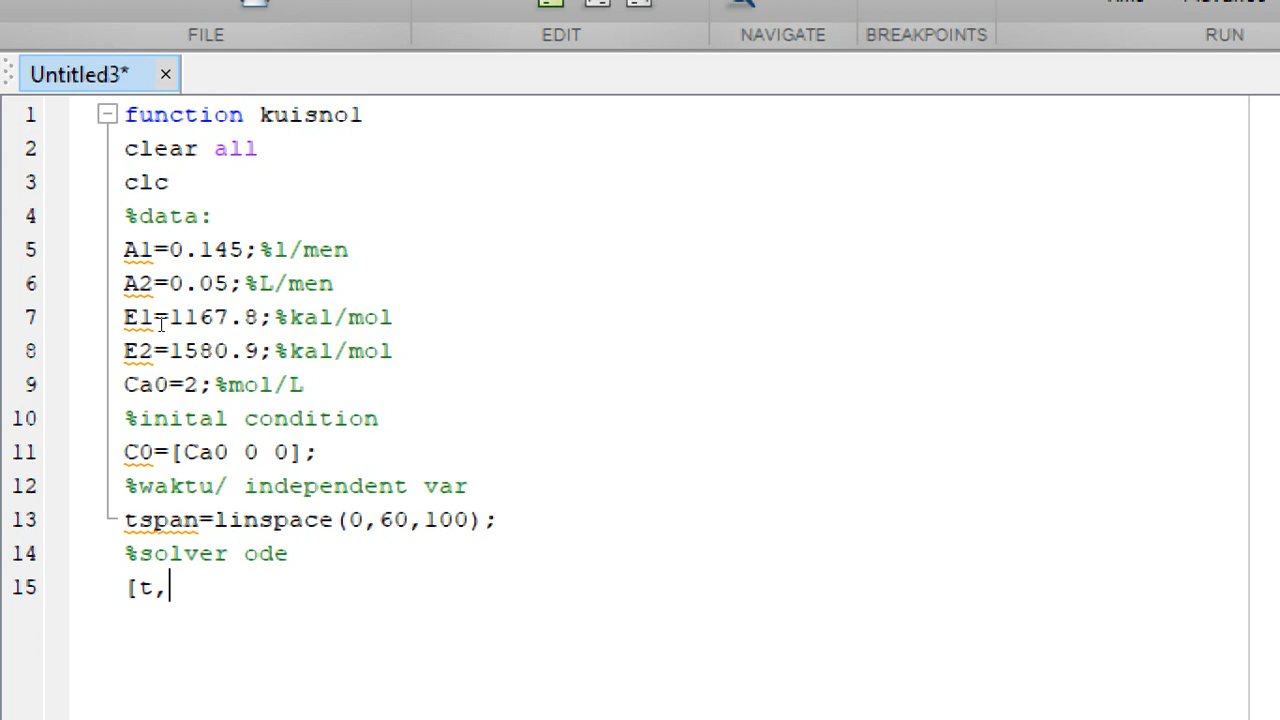 FILE EDIT NAVIGATE BREAKPOINTS RUN
Untitled3* ×
1 function kuisnol
2 clear all
3 clc
4 %data:
5 A1=0.145;%l/men
6 A2=0.05;%L/men
7 E1=1167.8;%kal/mol
8 E2=1580.9;%kal/mol
9 Ca0=2;%mol/L
10 %inital condition
11 C0=[Ca0 0 0];
12 %waktu/ independent var
13 tspan=linspace(0,60,100);
14 %solver ode
15 [t,